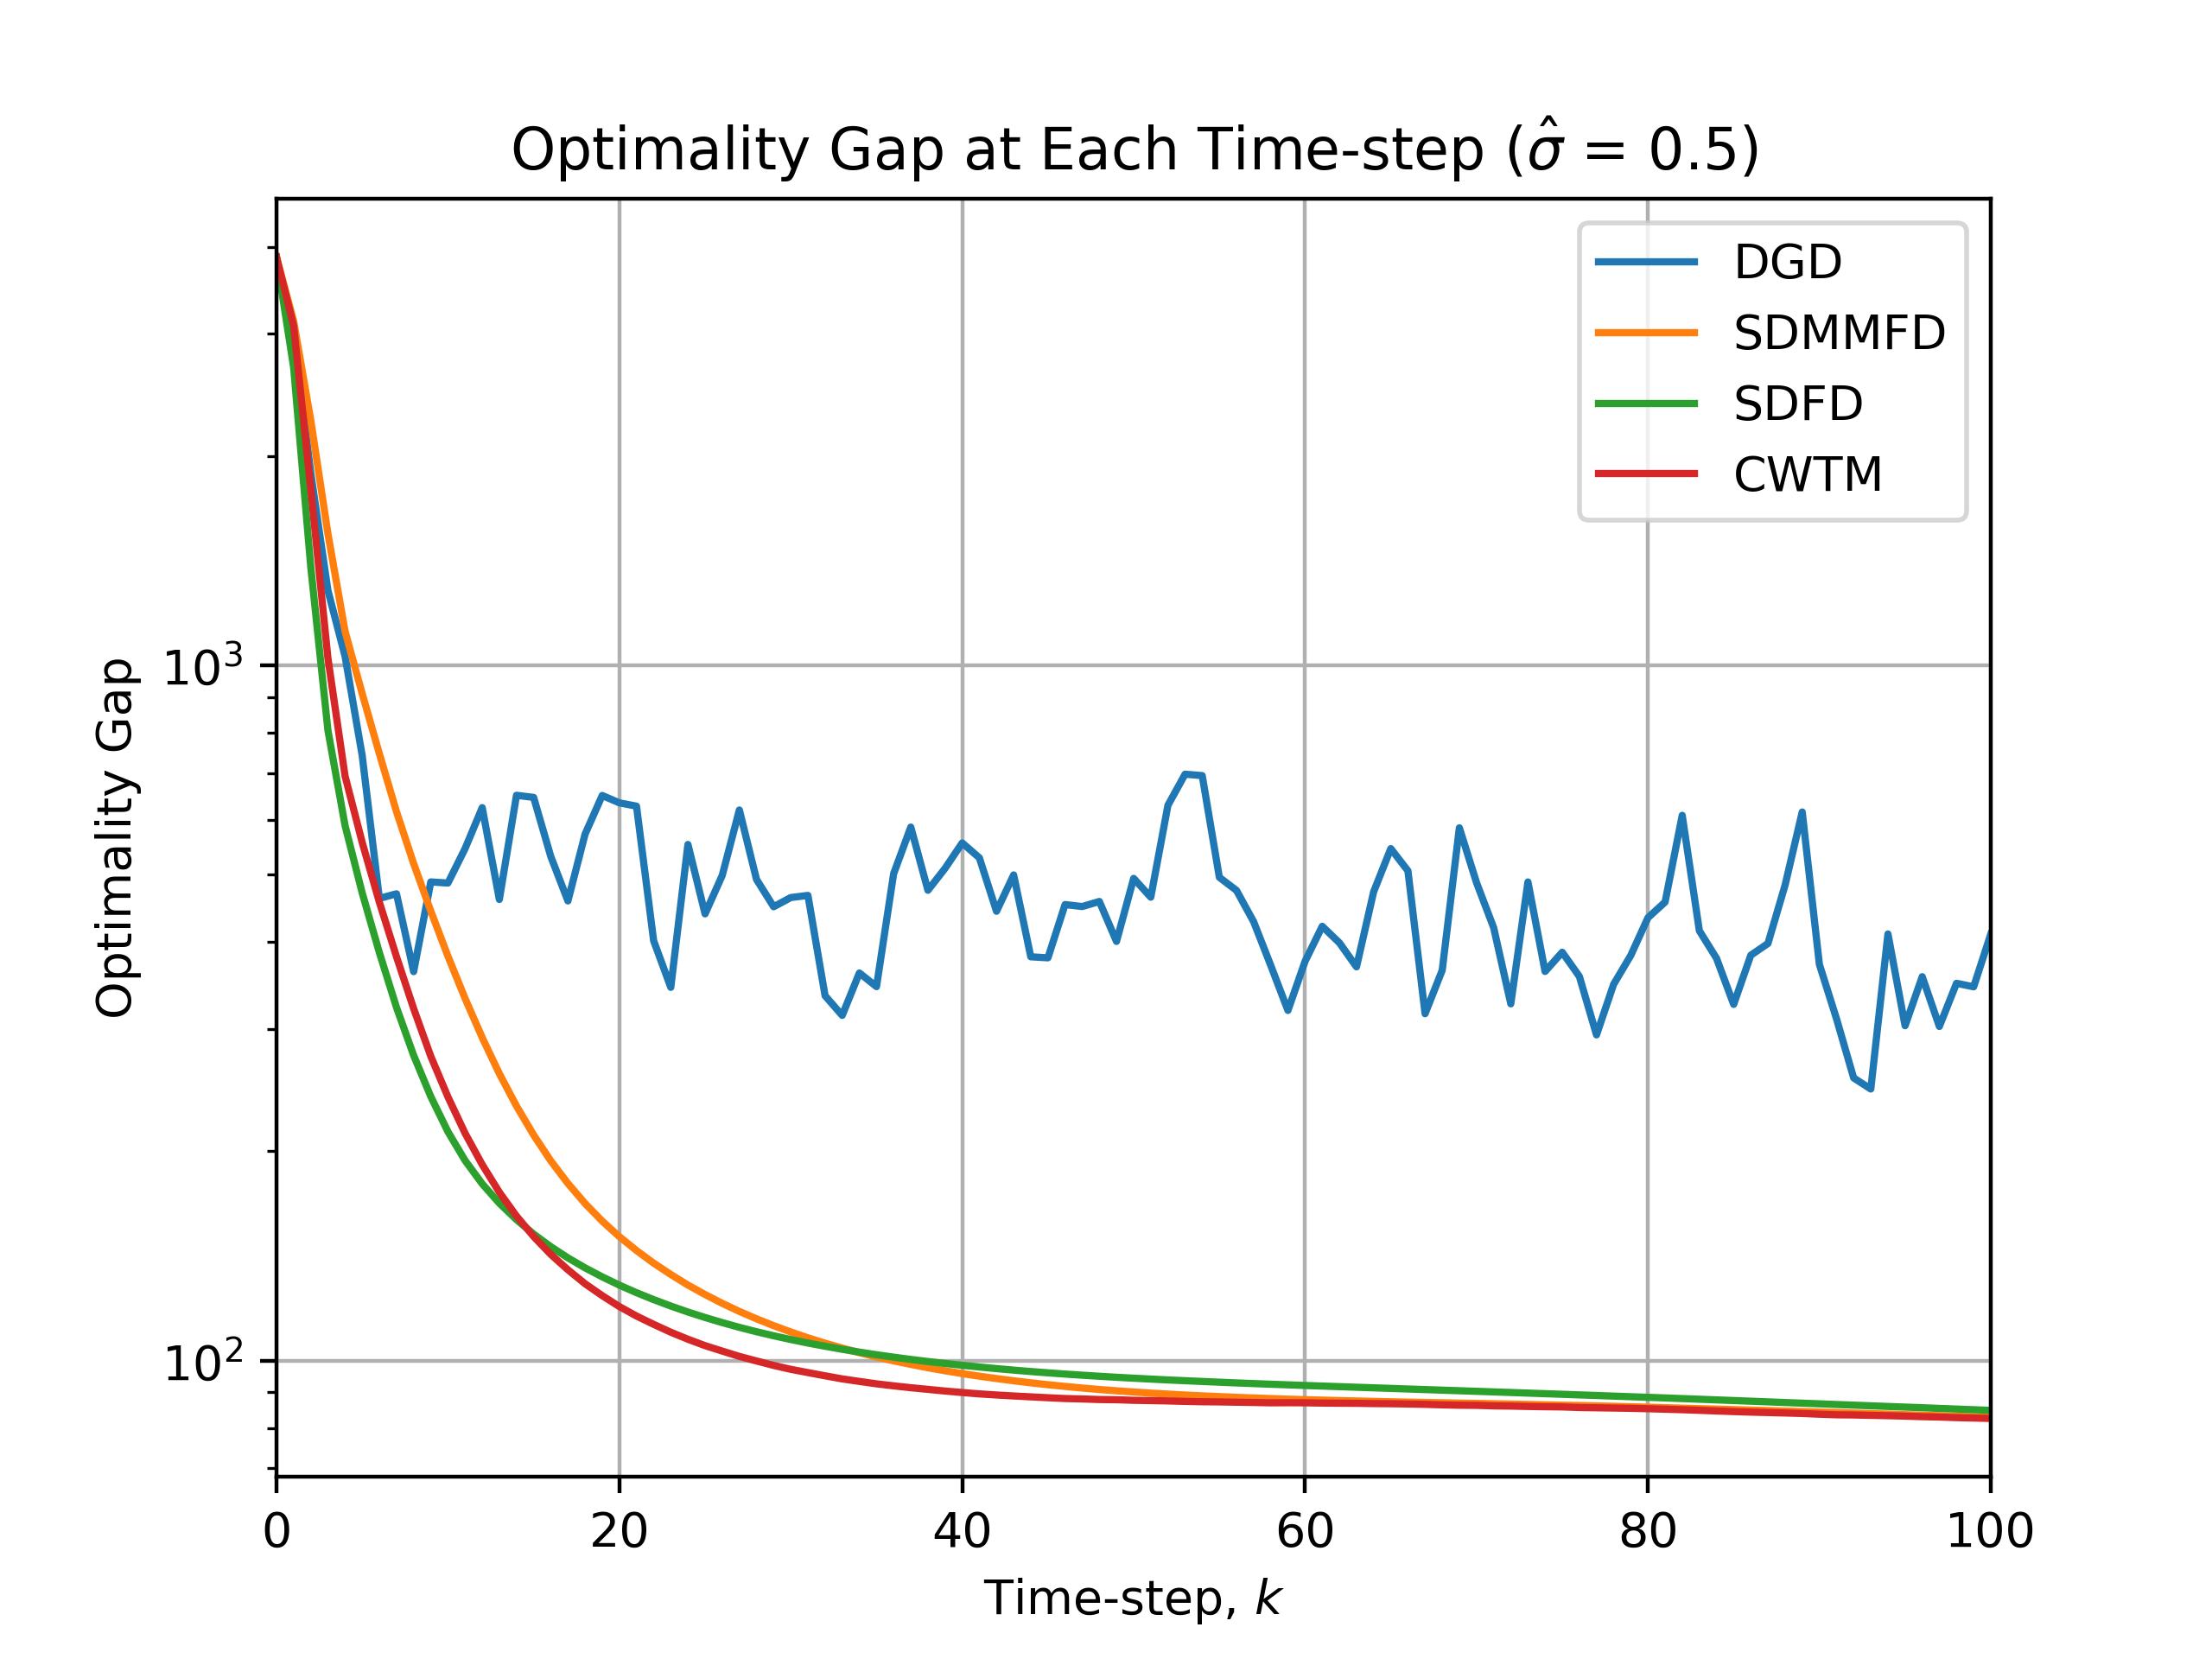 Optimality Gap at Each Time-step (σ̂ = 0.5)
DGD
SDMMFD
SDFD
CWTM
Optimality Gap
10³
10²
0 20 40 60 80 100
Time-step, k